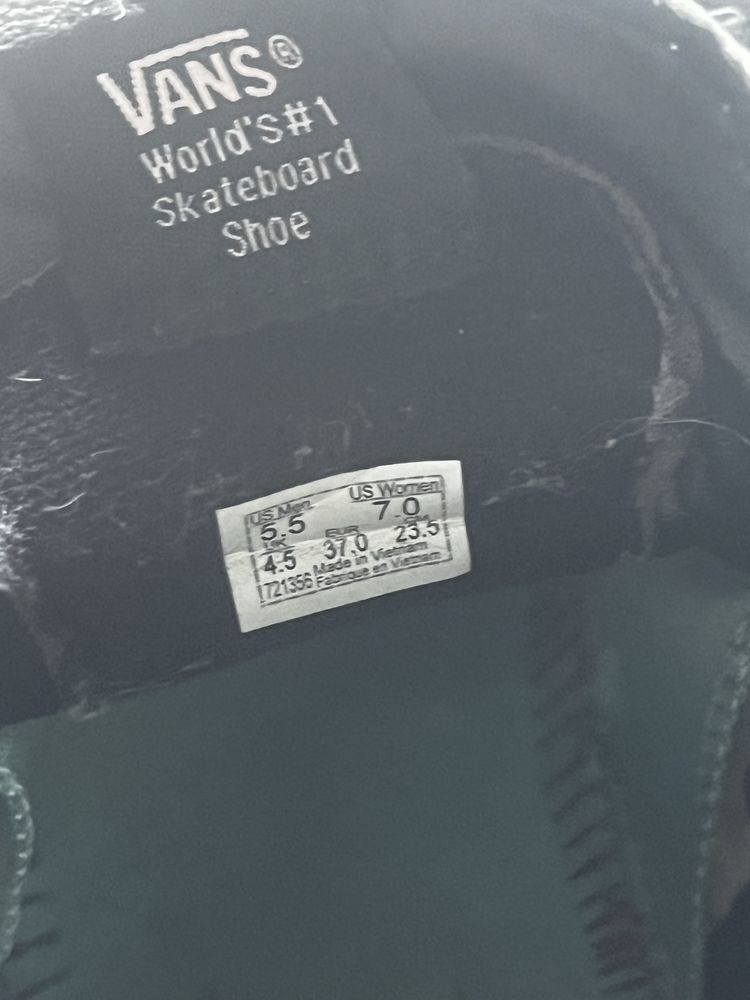 VANS®
World's #1
Skateboard
Shoe
US Men US Women
5.5 7.0
UK EUR CM
4.5 37.0 23.5
721356 Made in Vietnam
Fabriqué en Vietnam